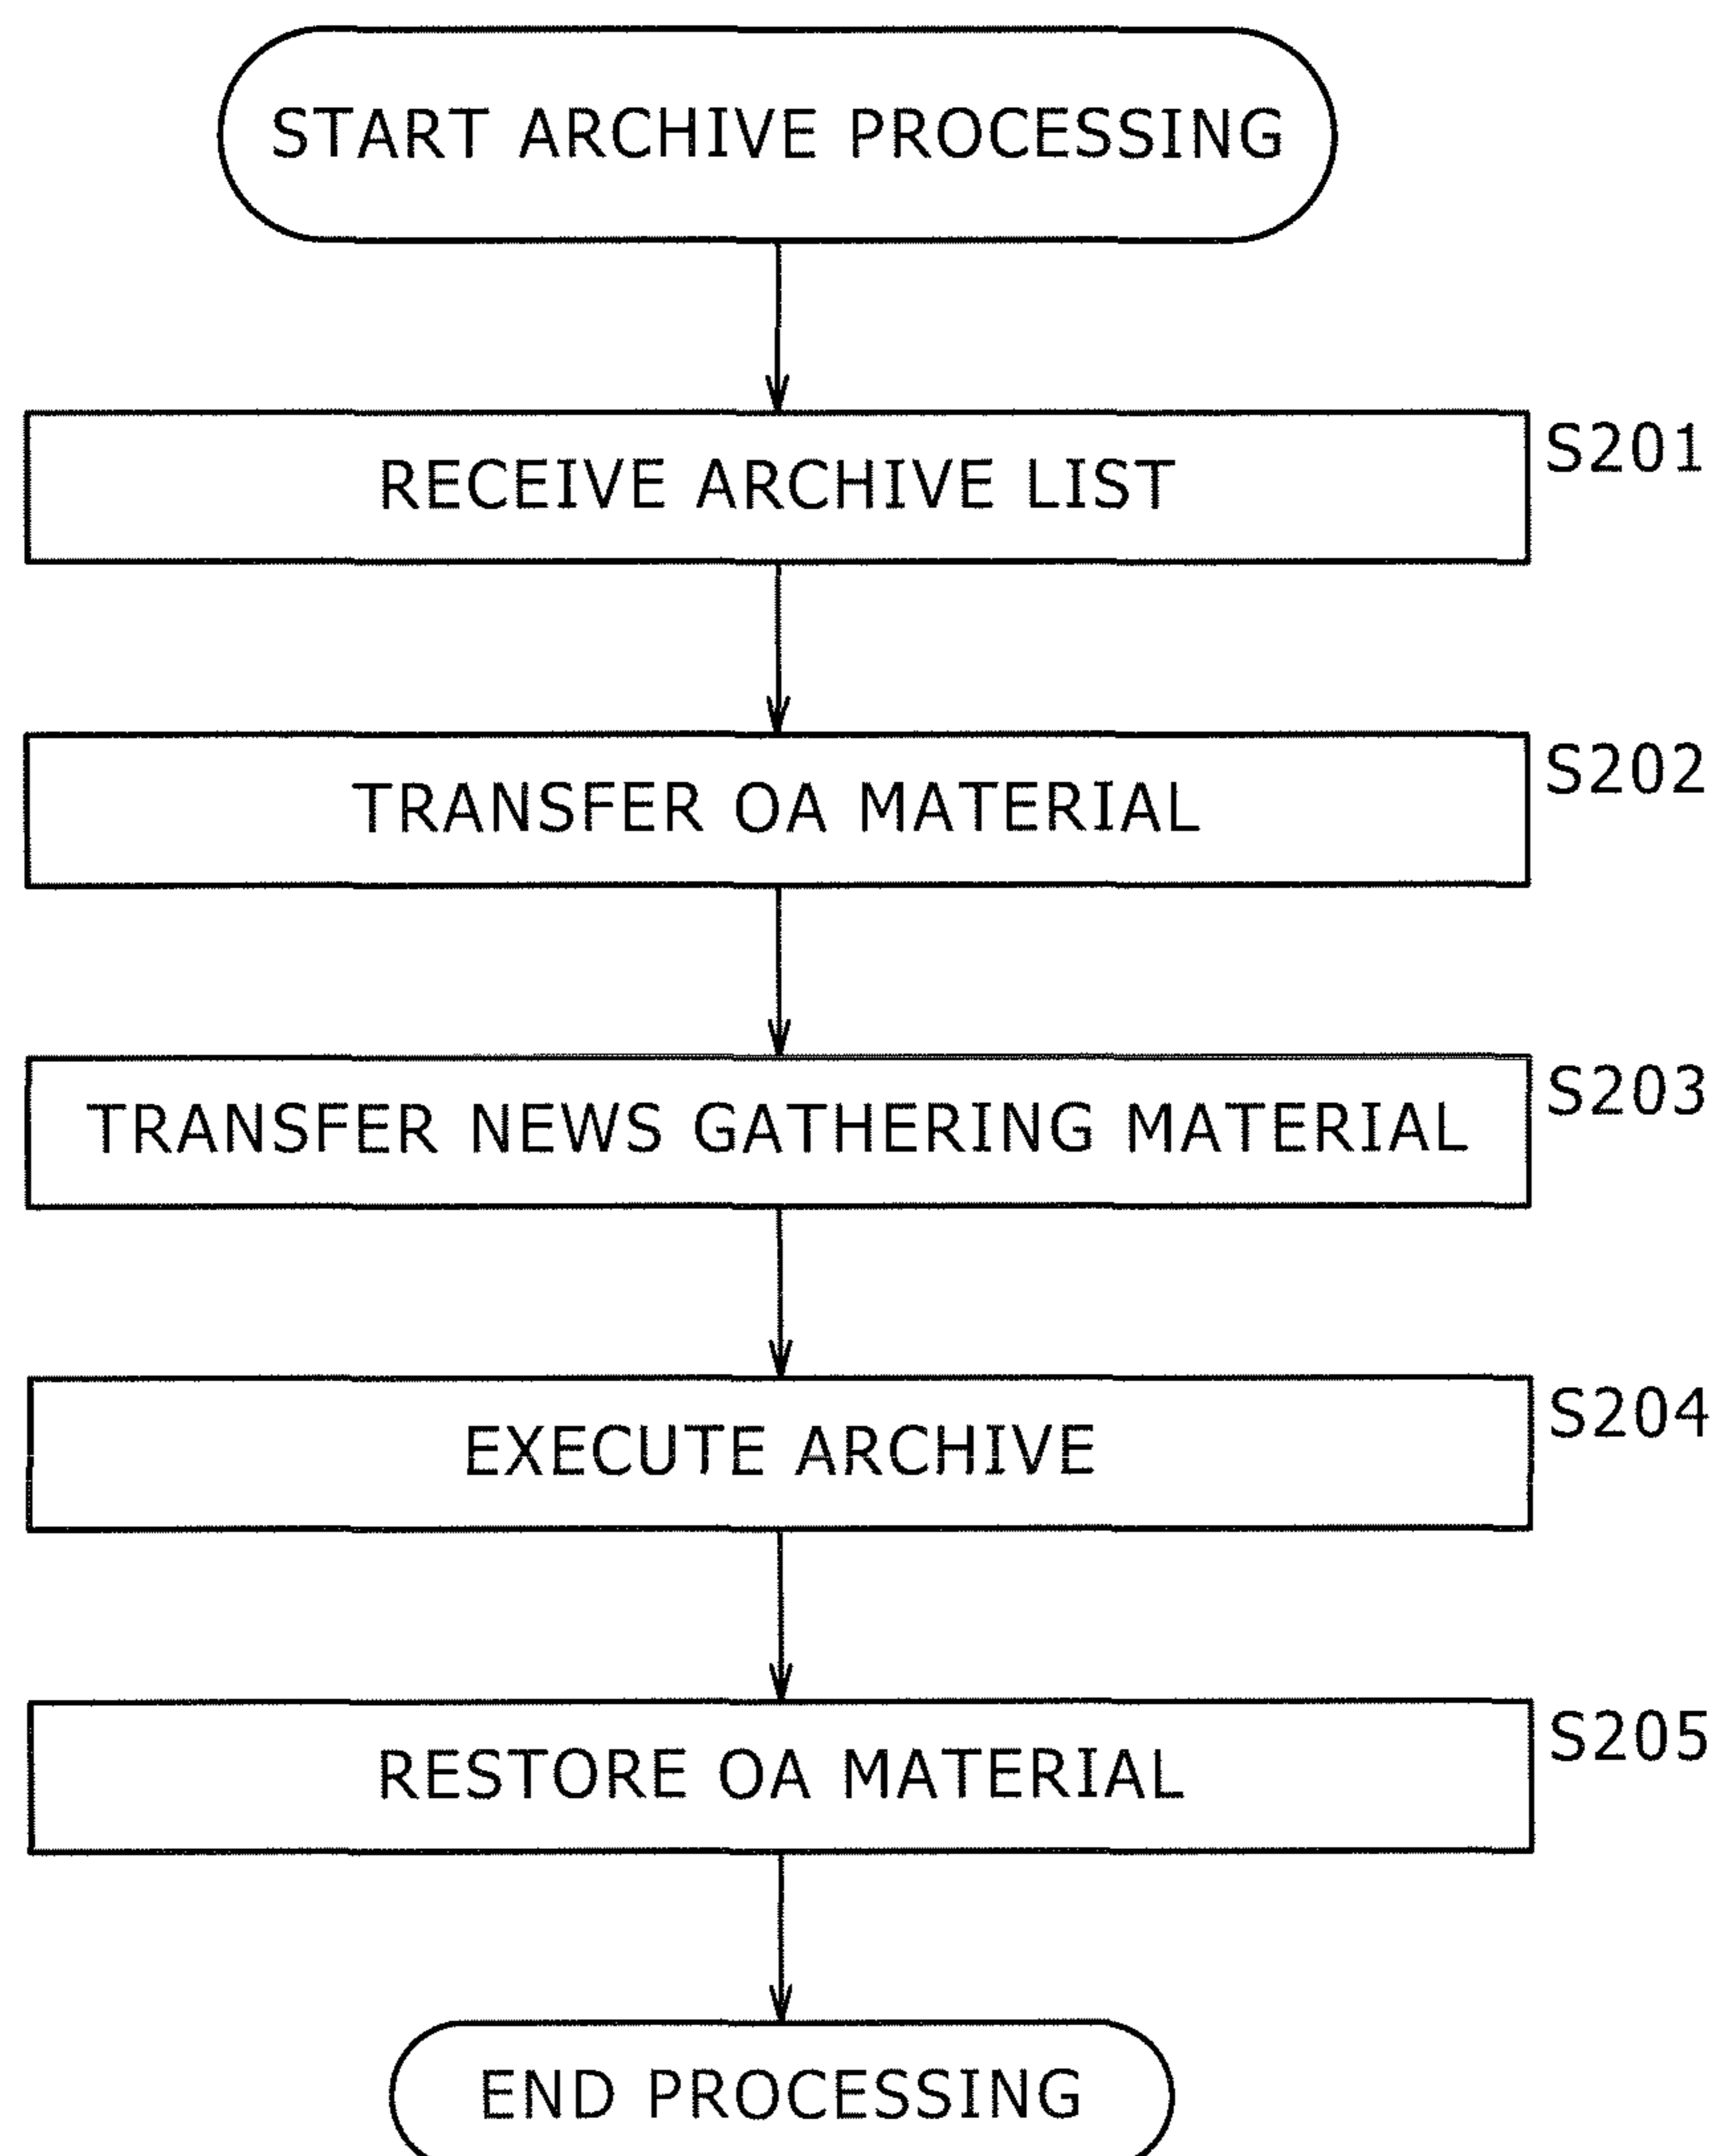 START ARCHIVE PROCESSING
RECEIVE ARCHIVE LIST
S201
TRANSFER OA MATERIAL
S202
TRANSFER NEWS GATHERING MATERIAL
S203
EXECUTE ARCHIVE
S204
RESTORE OA MATERIAL
S205
END PROCESSING